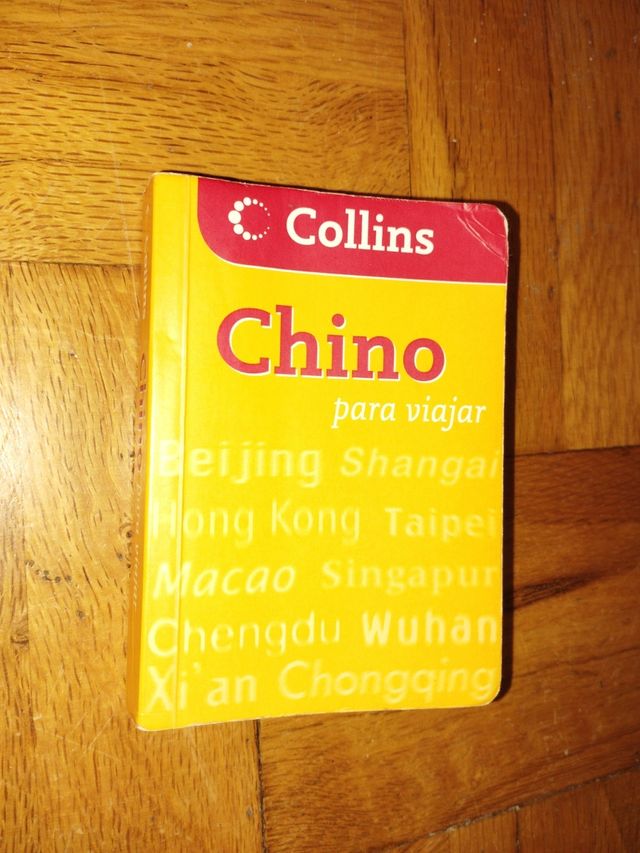 Collins
Chino
para viajar
Beijing Shangai
Hong Kong Taipei
Macao Singapur
Chengdu Wuhan
Xi'an Chongqing